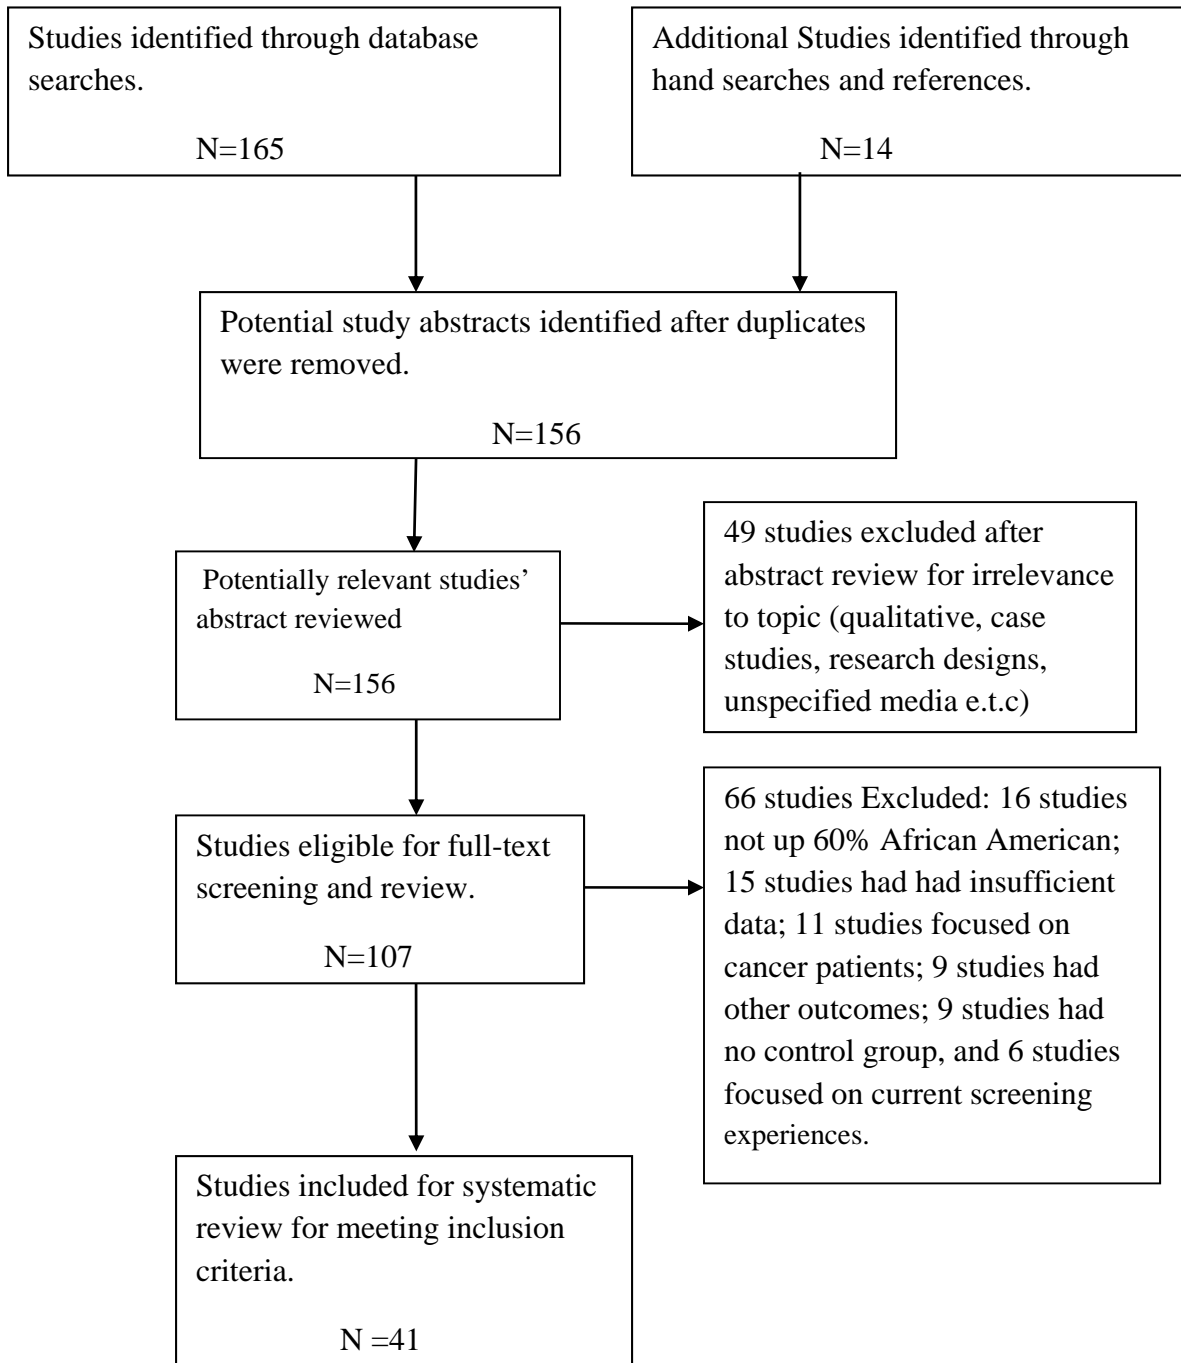 Studies identified through database
searches.
N=165
Additional Studies identified through
hand searches and references.
N=14
Potential study abstracts identified after duplicates
were removed.
N=156
Potentially relevant studies’
abstract reviewed
N=156
49 studies excluded after
abstract review for irrelevance
to topic (qualitative, case
studies, research designs,
unspecified media e.t.c)
Studies eligible for full-text
screening and review.
N=107
66 studies Excluded: 16 studies
not up 60% African American;
15 studies had had insufficient
data; 11 studies focused on
cancer patients; 9 studies had
other outcomes; 9 studies had
no control group, and 6 studies
focused on current screening
experiences.
Studies included for systematic
review for meeting inclusion
criteria.
N =41